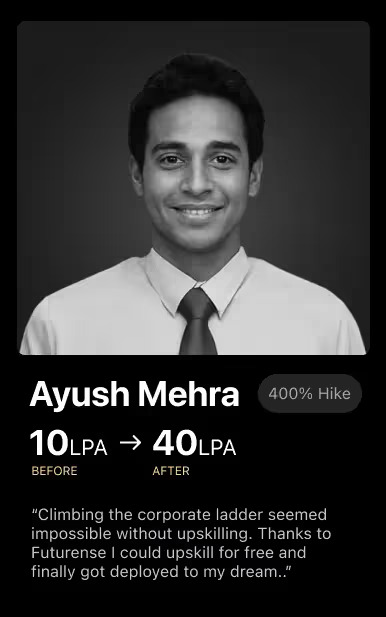 Ayush Mehra 400% Hike
10LPA → 40LPA
BEFORE AFTER
“Climbing the corporate ladder seemed
impossible without upskilling. Thanks to
Futurense I could upskill for free and
finally got deployed to my dream..”